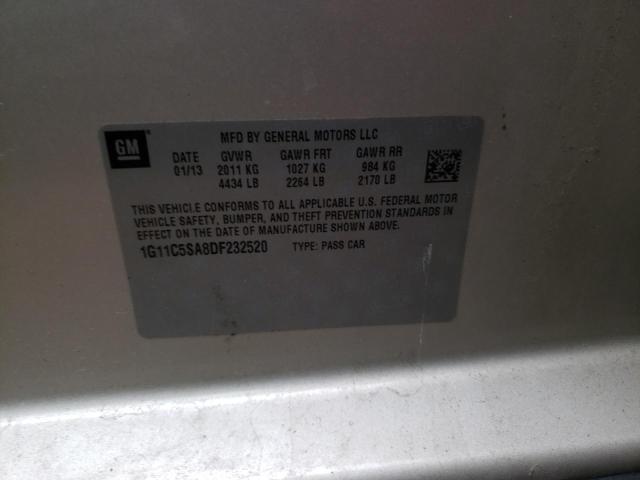 GM
MFD BY GENERAL MOTORS LLC
DATE GVWR GAWR FRT GAWR RR
01/13 2011 KG 1027 KG 984 KG
4434 LB 2264 LB 2170 LB
THIS VEHICLE CONFORMS TO ALL APPLICABLE U.S. FEDERAL MOTOR
VEHICLE SAFETY, BUMPER, AND THEFT PREVENTION STANDARDS IN
EFFECT ON THE DATE OF MANUFACTURE SHOWN ABOVE.
1G11C5SA8DF232520 TYPE: PASS CAR